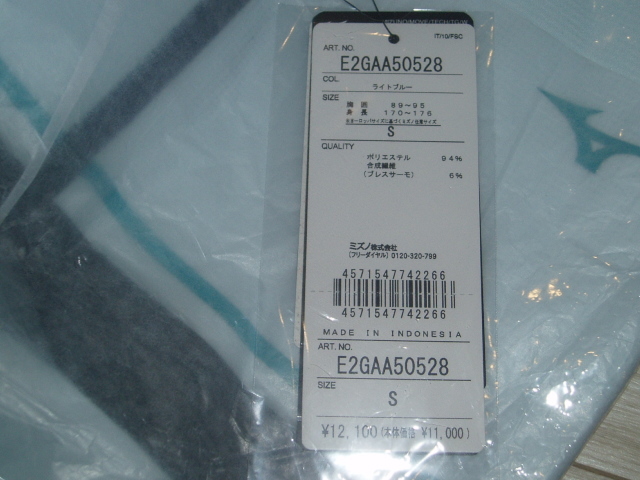 IT/10/FSC
ART. NO.
E2GAA50528
COL.
ライトブルー
SIZE
胸 囲 89~95
身 長 170~176
S
QUALITY
ポリエステル 94%
合成繊維
(ブレスサーモ) 6%
ミズノ株式会社
(フリーダイヤル) 0120-320-799
4571547742266
4571547742266
MADE IN INDONESIA
ART. NO.
E2GAA50528
SIZE
S
¥12,100(本体価格 ¥11,000)